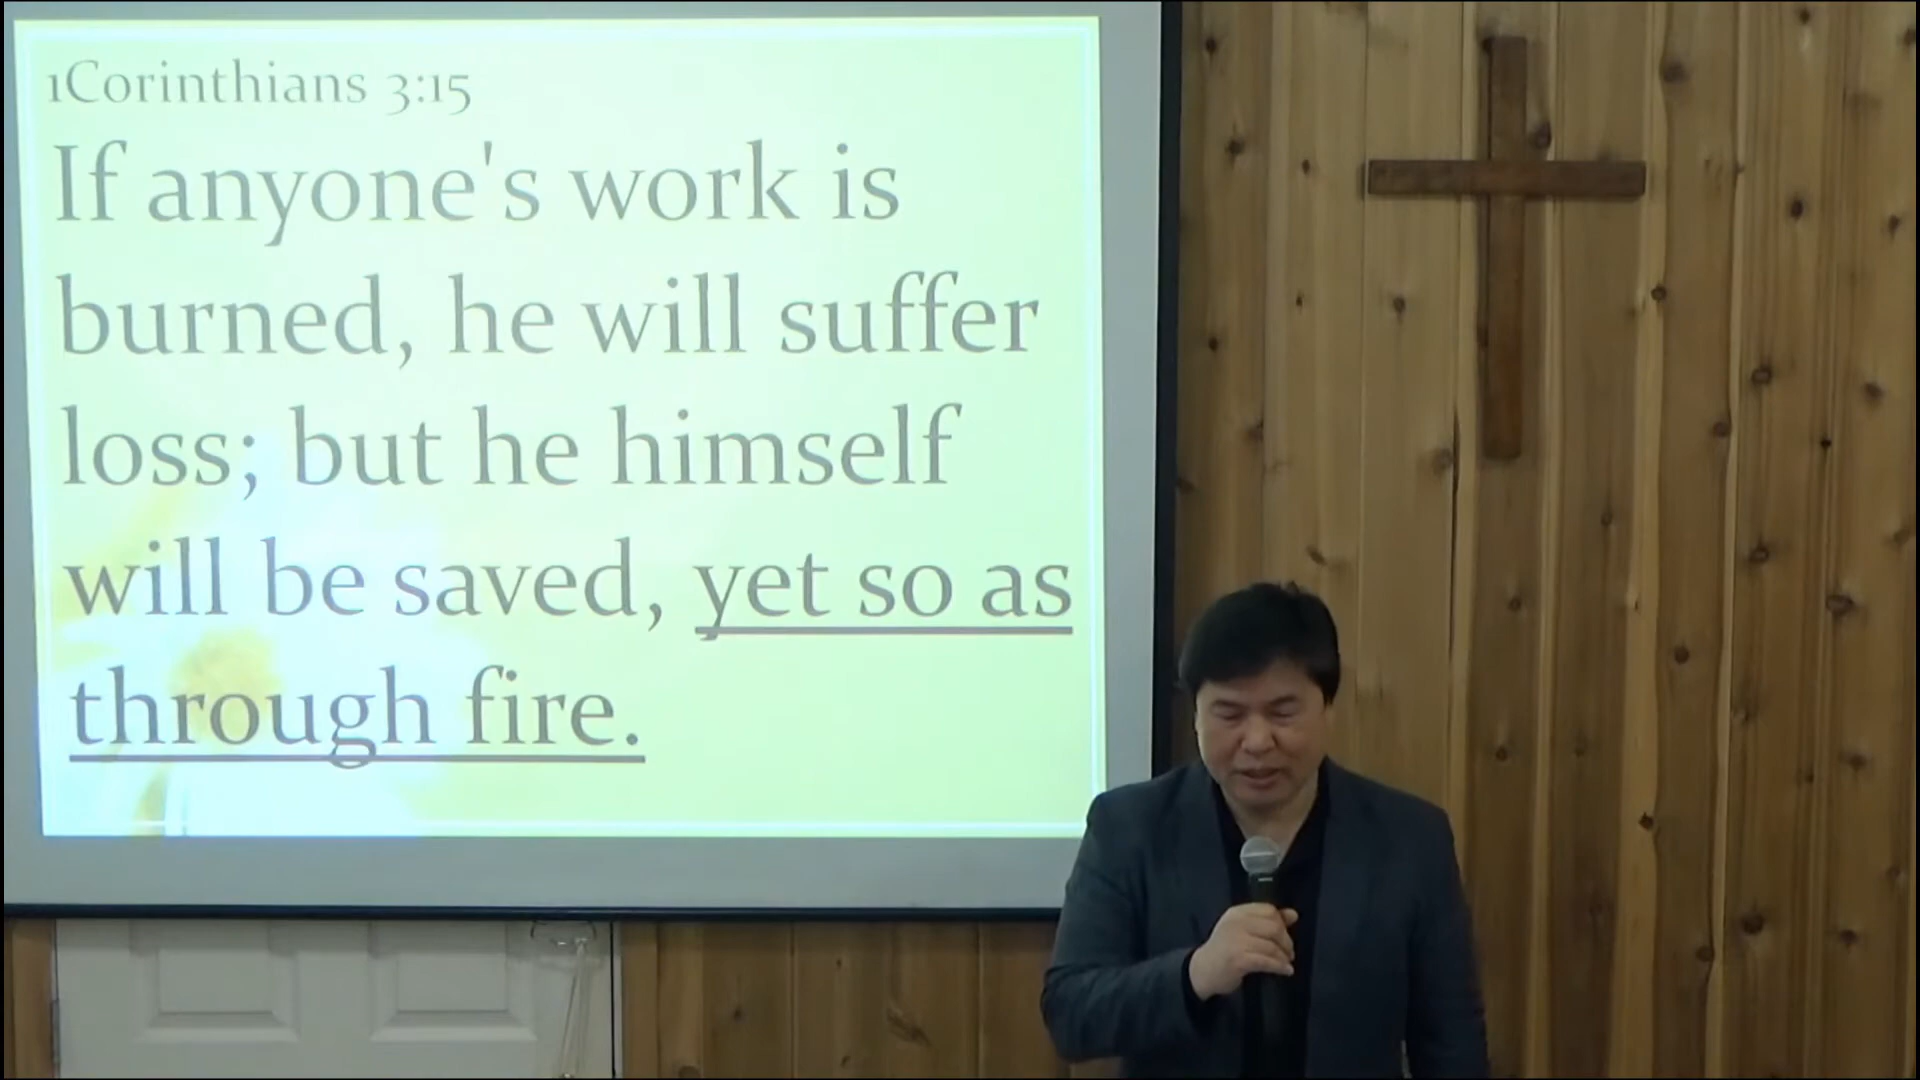 1Corinthians 3:15
If anyone's work is
burned, he will suffer
loss; but he himself
will be saved, yet so as
through fire.